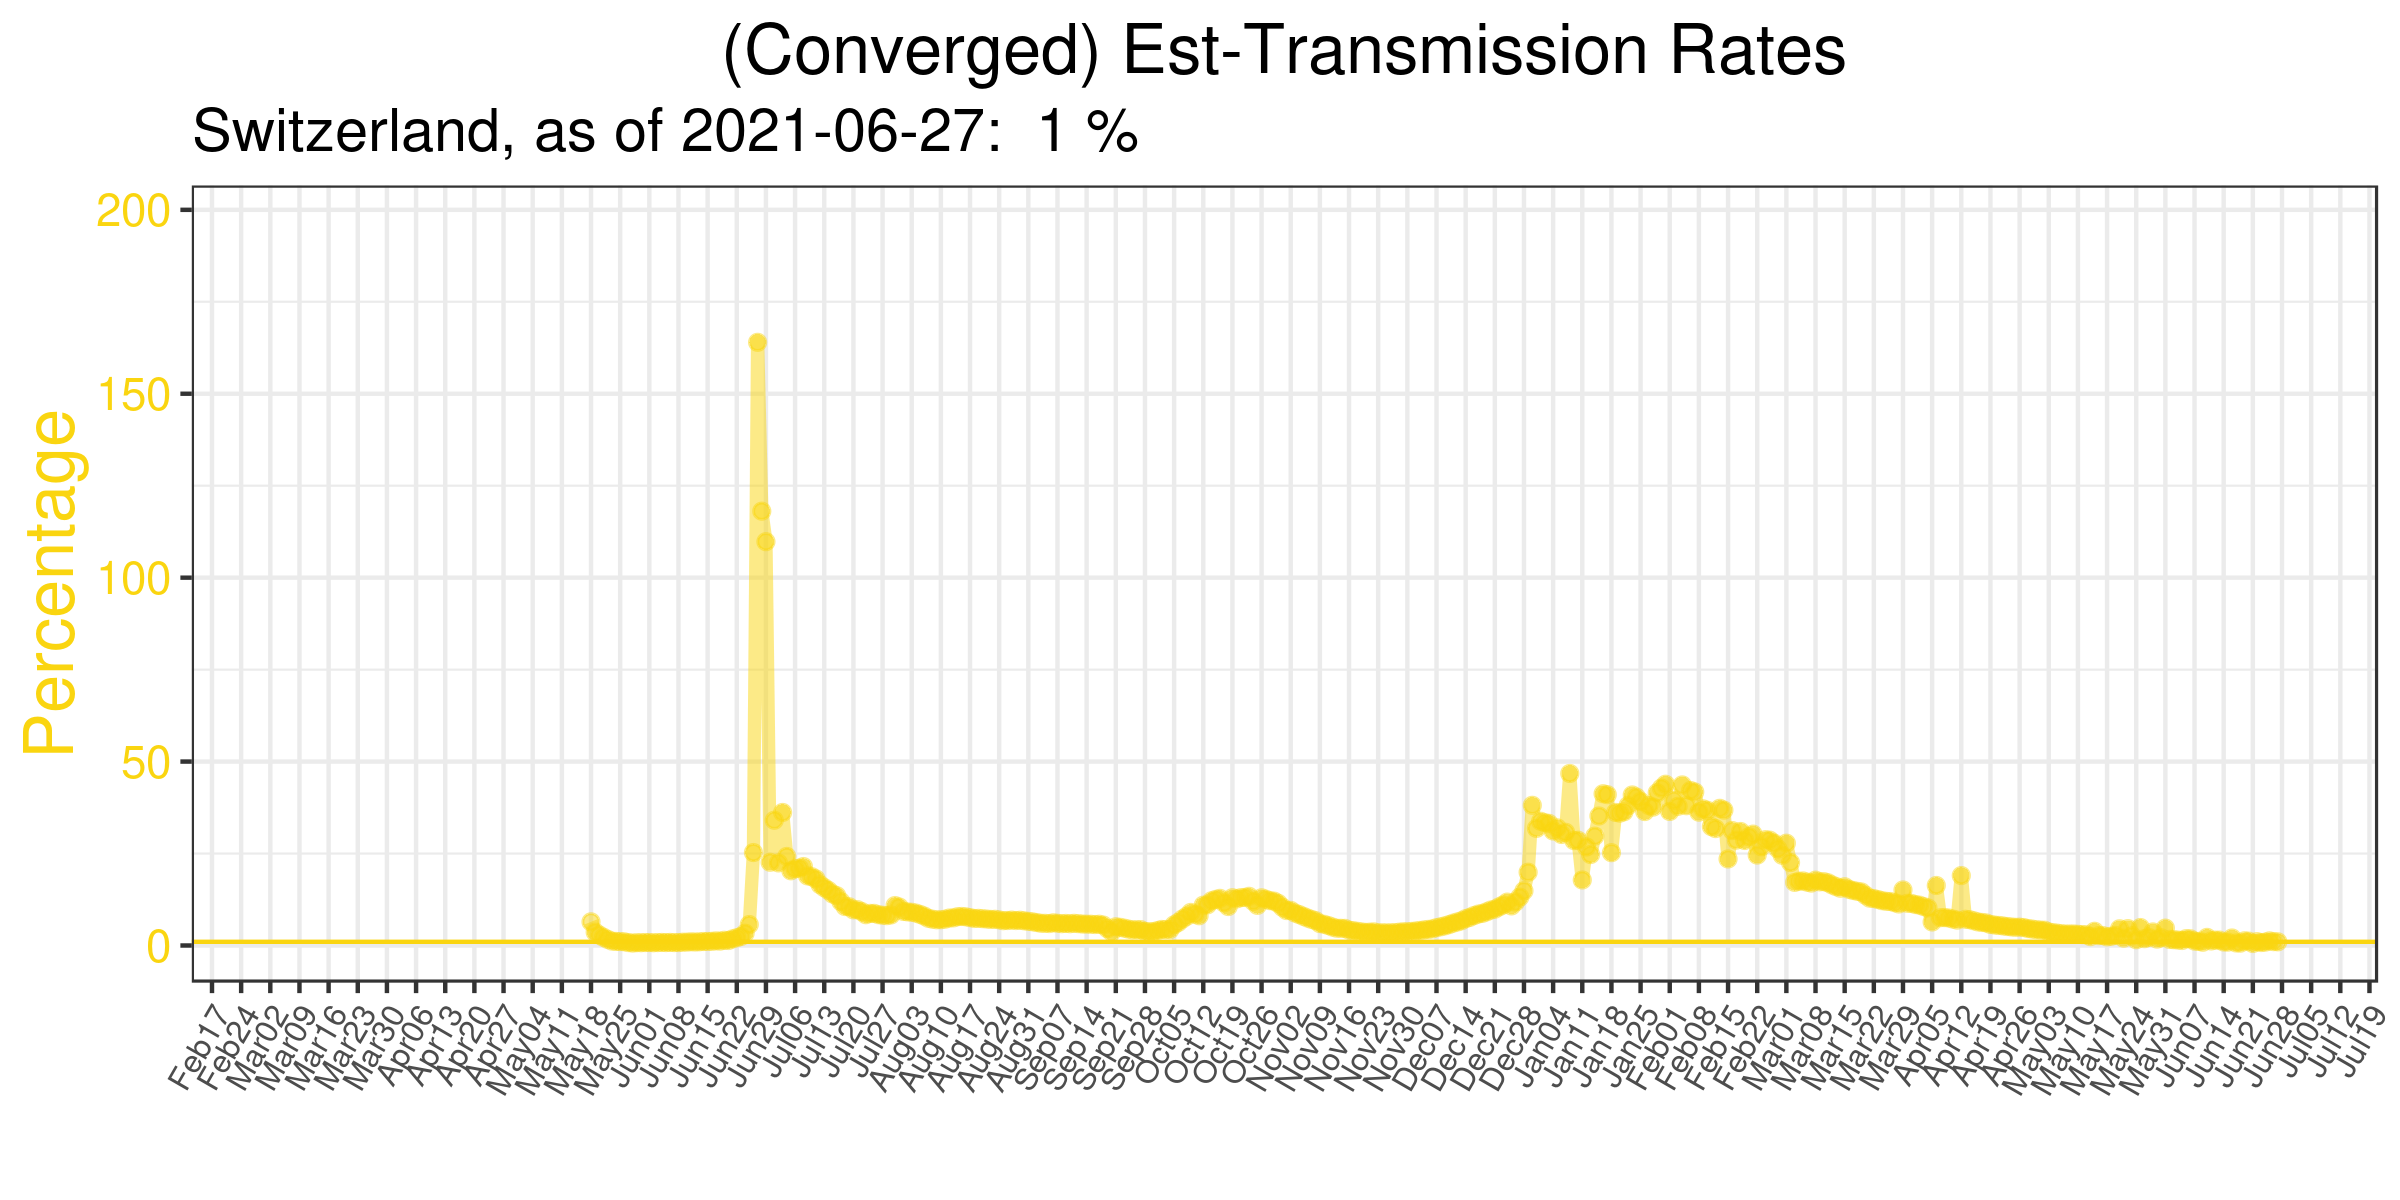 (Converged) Est-Transmission Rates
Switzerland, as of 2021-06-27:  1 %
Percentage
200
150
100
50
0
Feb17
Feb24
Mar02
Mar09
Mar16
Mar23
Mar30
Apr06
Apr13
Apr20
Apr27
May04
May11
May18
May25
Jun01
Jun08
Jun15
Jun22
Jun29
Jul06
Jul13
Jul20
Jul27
Aug03
Aug10
Aug17
Aug24
Aug31
Sep07
Sep14
Sep21
Sep28
Oct05
Oct12
Oct19
Oct26
Nov02
Nov09
Nov16
Nov23
Nov30
Dec07
Dec14
Dec21
Dec28
Jan04
Jan11
Jan18
Jan25
Feb01
Feb08
Feb15
Feb22
Mar01
Mar08
Mar15
Mar22
Mar29
Apr05
Apr12
Apr19
Apr26
May03
May10
May17
May24
May31
Jun07
Jun14
Jun21
Jun28
Jul05
Jul12
Jul19